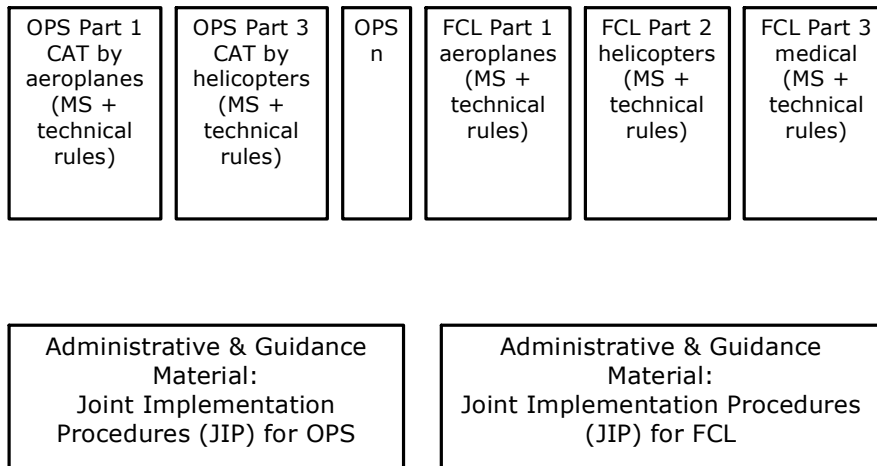 OPS Part 1
CAT by
aeroplanes
(MS +
technical
rules)
OPS Part 3
CAT by
helicopters
(MS +
technical
rules)
OPS
n
FCL Part 1
aeroplanes
(MS +
technical
rules)
FCL Part 2
helicopters
(MS +
technical
rules)
FCL Part 3
medical
(MS +
technical
rules)
Administrative & Guidance
Material:
Joint Implementation
Procedures (JIP) for OPS
Administrative & Guidance
Material:
Joint Implementation Procedures
(JIP) for FCL